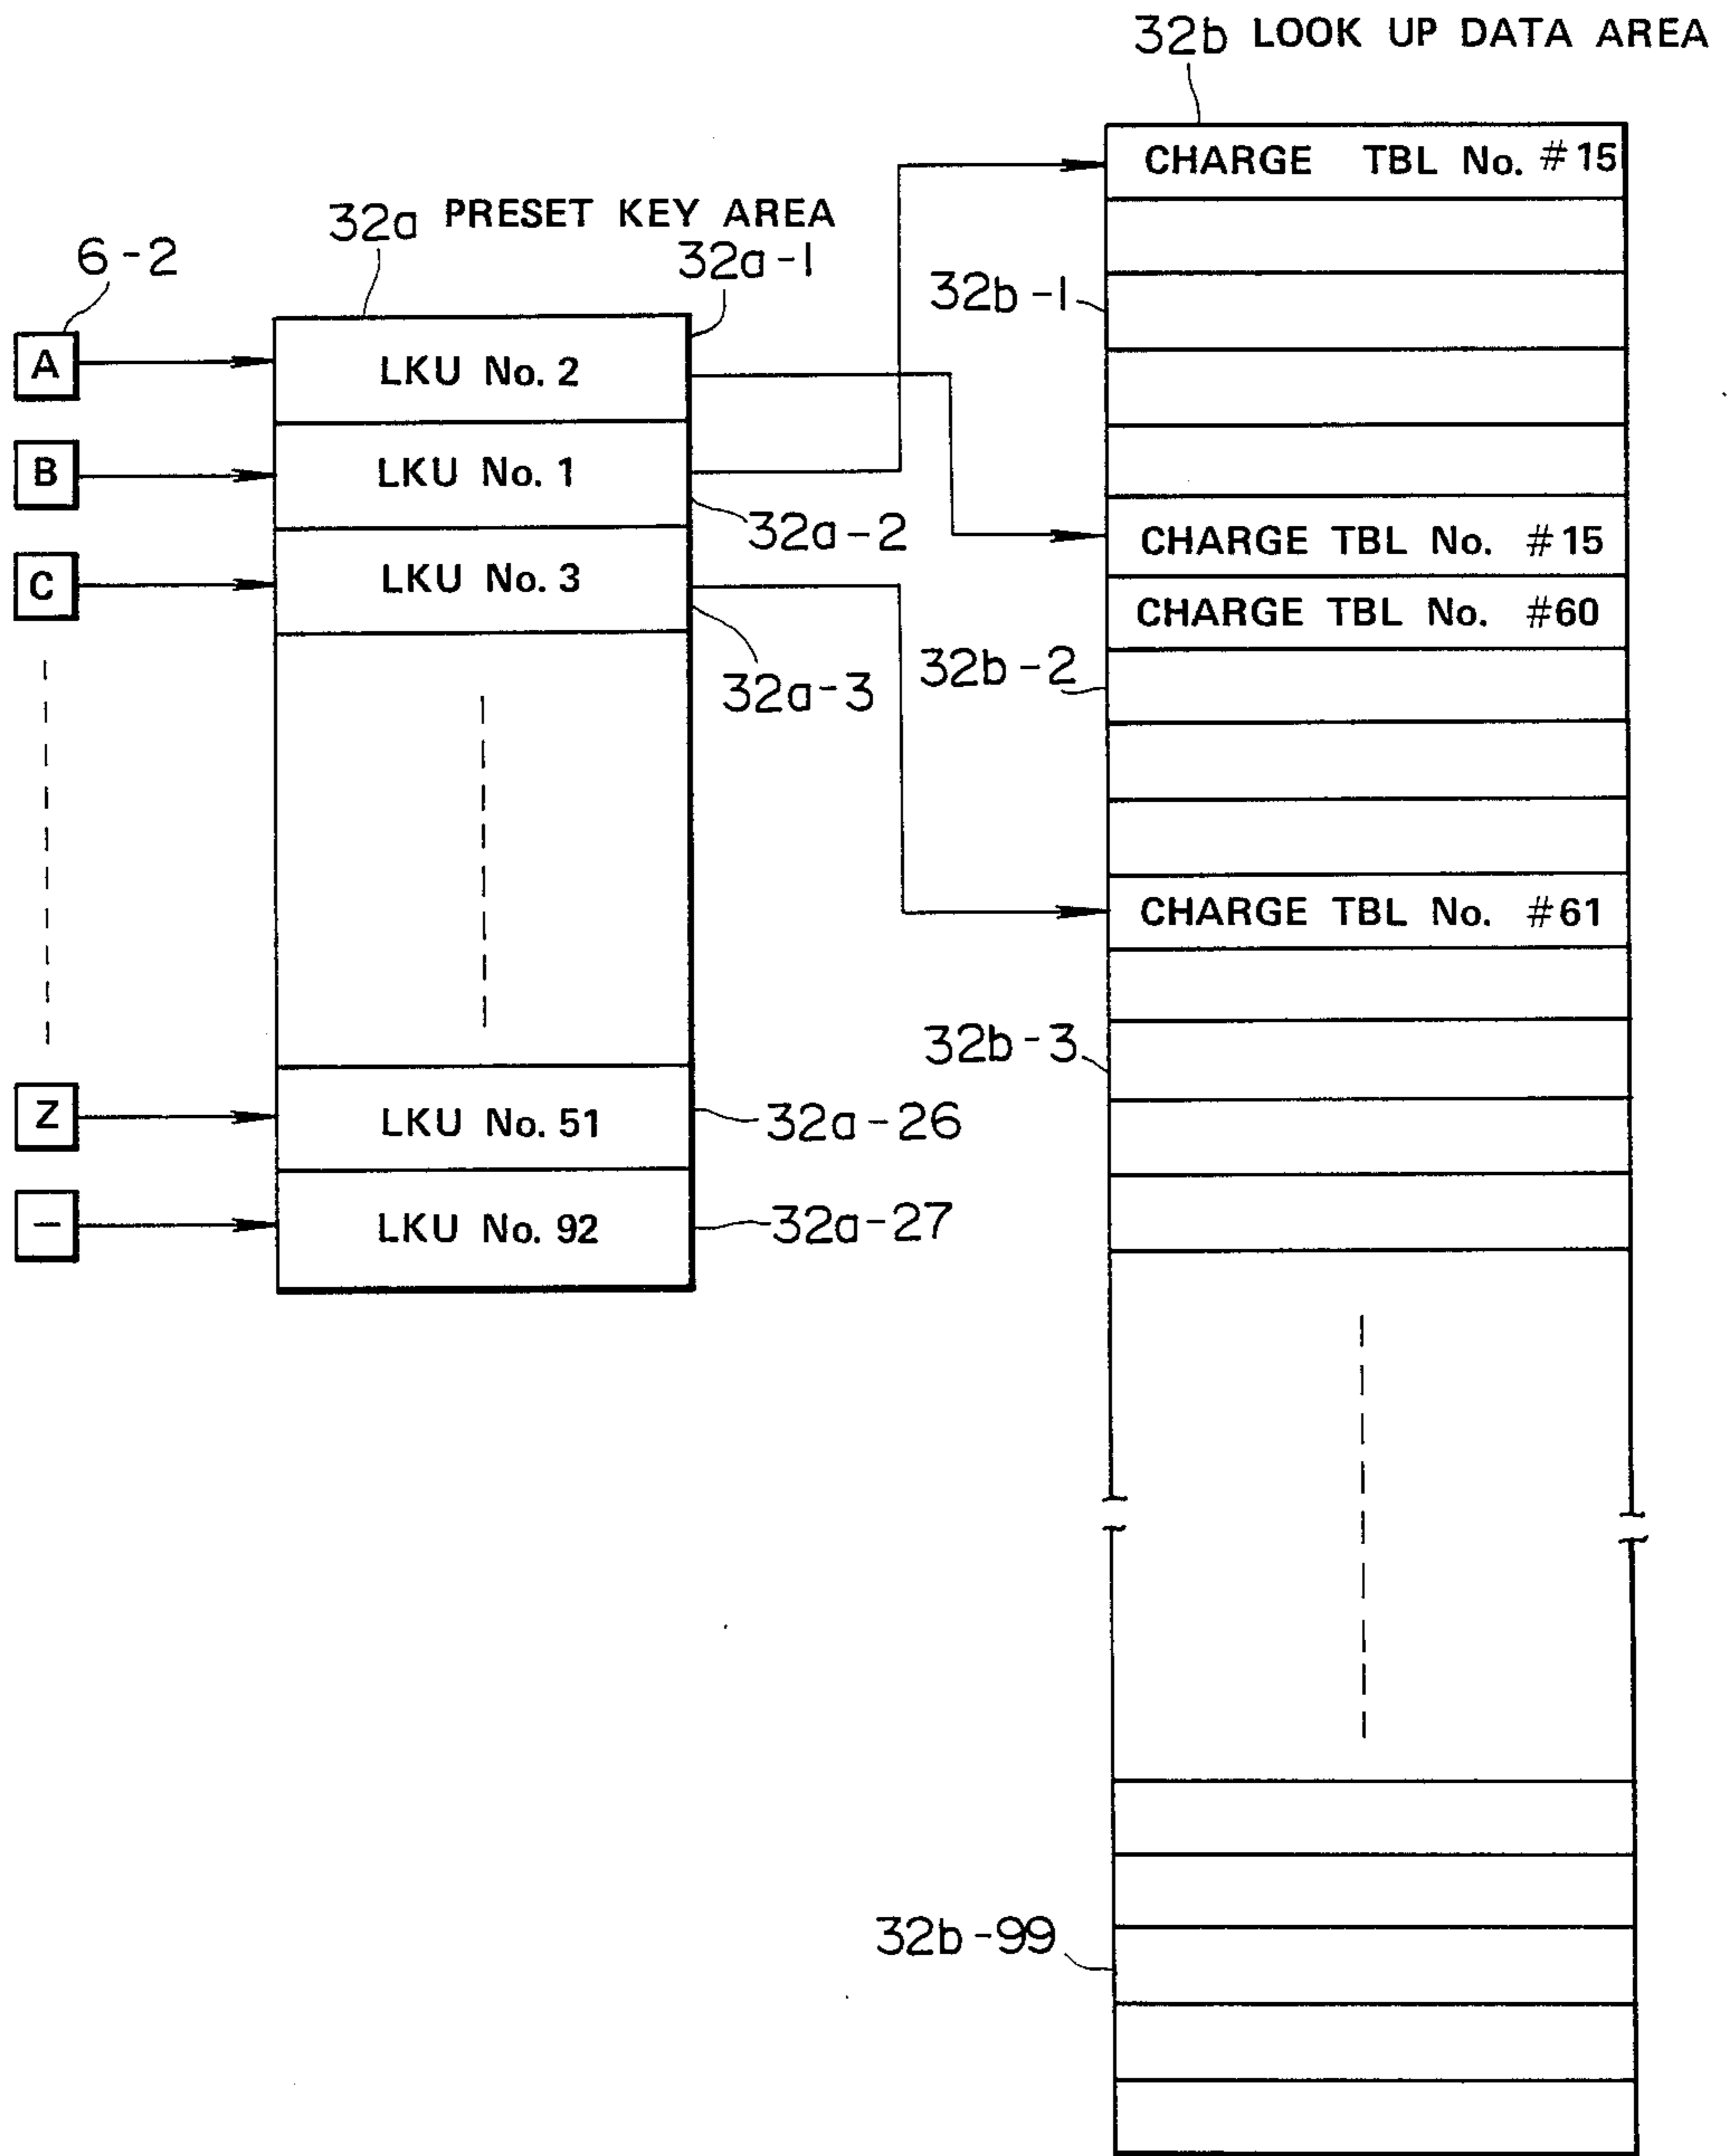 32b LOOK UP DATA AREA
CHARGE TBL No. #15
32a PRESET KEY AREA
6-2
32a-1
32b-1
A
LKU No. 2
B
LKU No. 1
32a-2
CHARGE TBL No. #15
C
LKU No. 3
CHARGE TBL No. #60
32a-3
32b-2
CHARGE TBL No. #61
32b-3
Z
LKU No. 51
32a-26
–
LKU No. 92
32a-27
32b-99